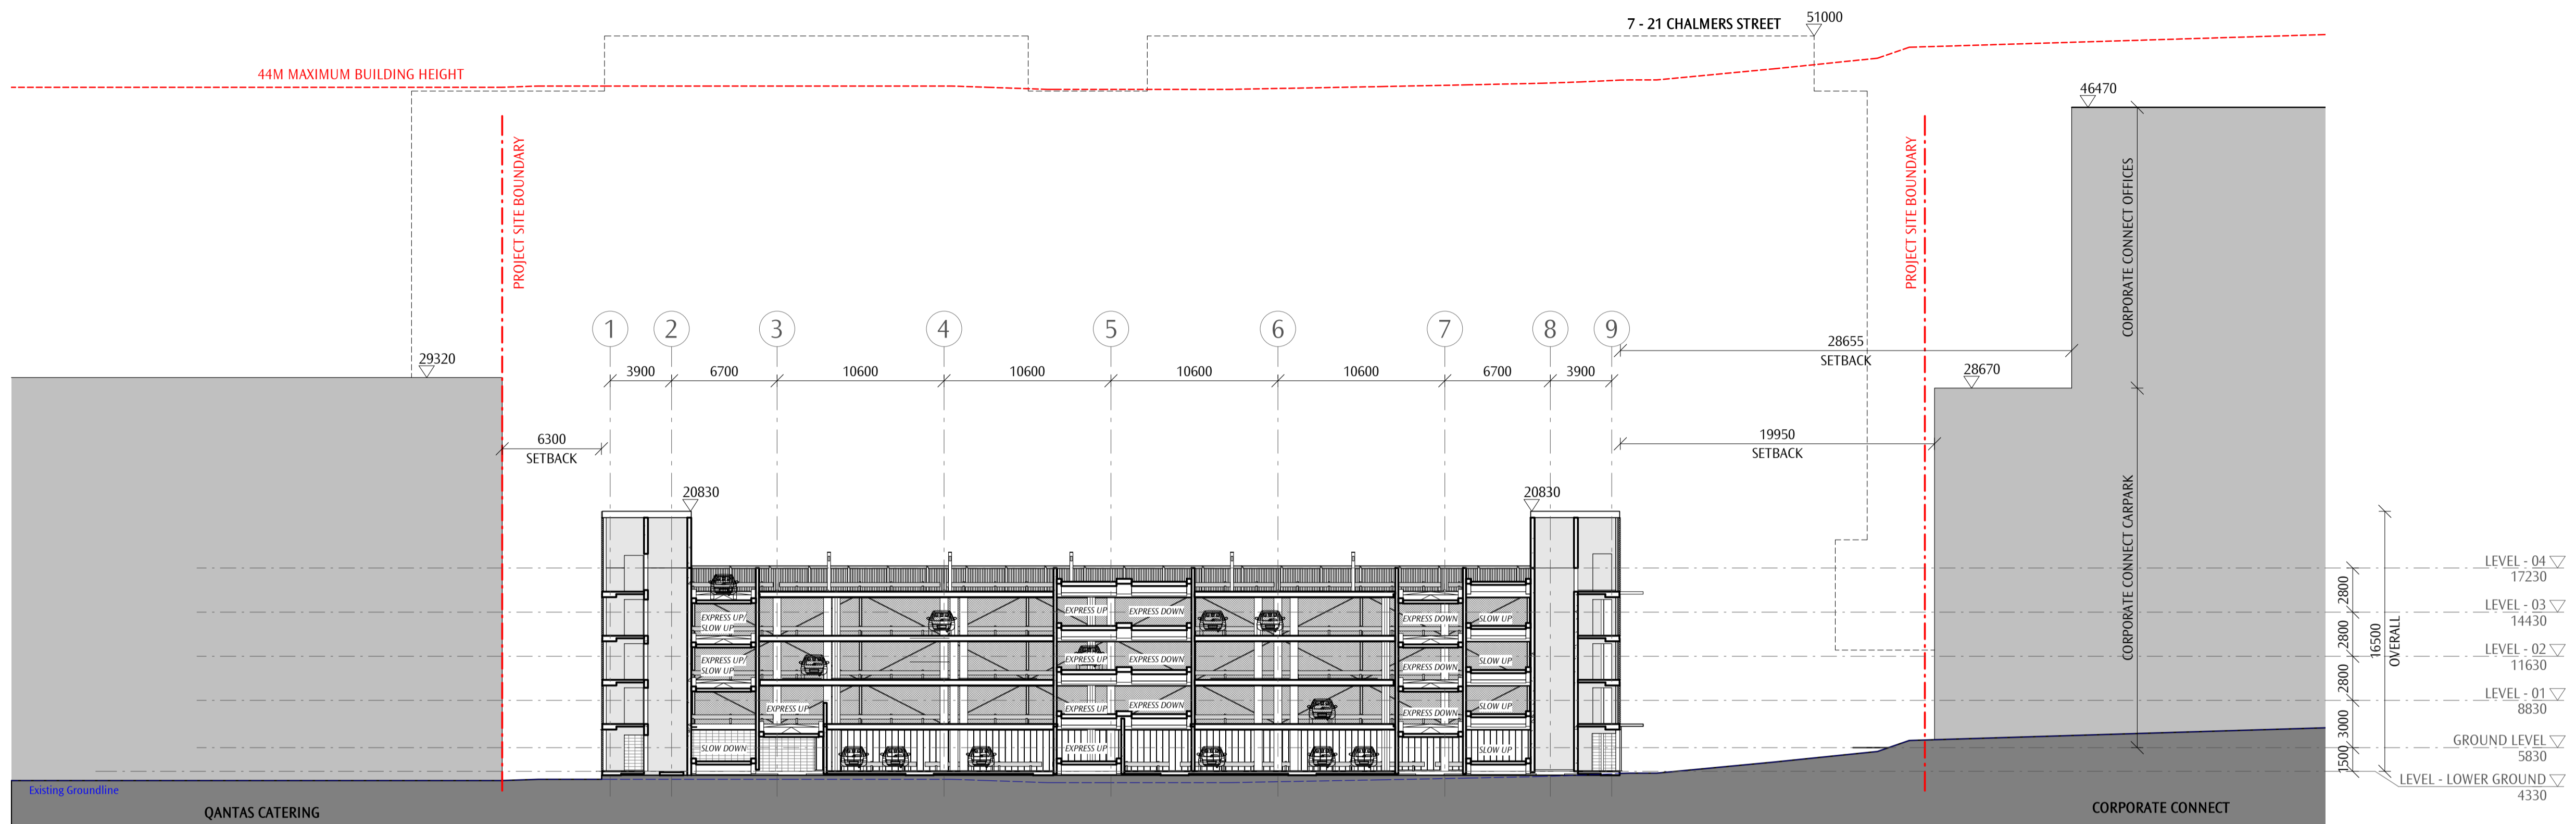 7 - 21 CHALMERS STREET
51000
44M MAXIMUM BUILDING HEIGHT
46470
PROJECT SITE BOUNDARY
PROJECT SITE BOUNDARY
CORPORATE CONNECT OFFICES
1 2 3 4 5 6 7 8 9
28655
SETBACK
29320
28670
3900 6700 10600 10600 10600 10600 6700 3900
6300
SETBACK
19950
SETBACK
20830
20830
CORPORATE CONNECT CARPARK
LEVEL - 04
17230
LEVEL - 03
14430
LEVEL - 02
11630
LEVEL - 01
8830
GROUND LEVEL
5830
LEVEL - LOWER GROUND
4330
2800
2800
2800
3000
1500
16500
OVERALL
EXPRESS UP/
SLOW UP
EXPRESS UP
EXPRESS DOWN
EXPRESS DOWN
SLOW UP
EXPRESS UP/
SLOW UP
EXPRESS UP
EXPRESS DOWN
EXPRESS DOWN
SLOW UP
EXPRESS UP
EXPRESS UP
EXPRESS DOWN
EXPRESS DOWN
SLOW UP
SLOW DOWN
EXPRESS UP
SLOW UP
Existing Groundline
QANTAS CATERING
CORPORATE CONNECT